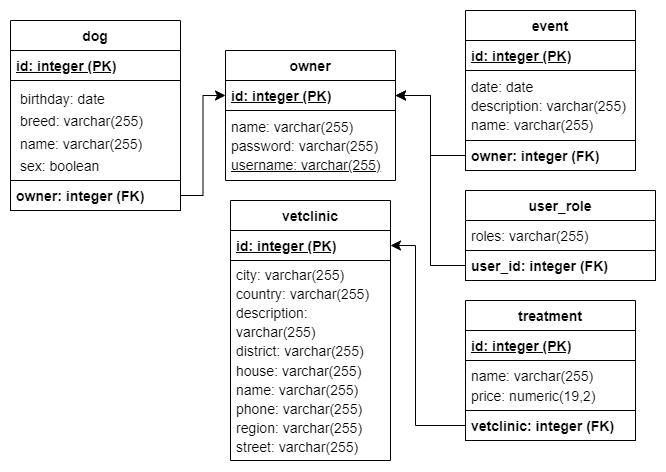 dog
id: integer (PK)
birthday: date
breed: varchar(255)
name: varchar(255)
sex: boolean
owner: integer (FK)
owner
id: integer (PK)
name: varchar(255)
password: varchar(255)
username: varchar(255)
event
id: integer (PK)
date: date
description: varchar(255)
name: varchar(255)
owner: integer (FK)
user_role
roles: varchar(255)
user_id: integer (FK)
vetclinic
id: integer (PK)
city: varchar(255)
country: varchar(255)
description:
varchar(255)
district: varchar(255)
house: varchar(255)
name: varchar(255)
phone: varchar(255)
region: varchar(255)
street: varchar(255)
treatment
id: integer (PK)
name: varchar(255)
price: numeric(19,2)
vetclinic: integer (FK)